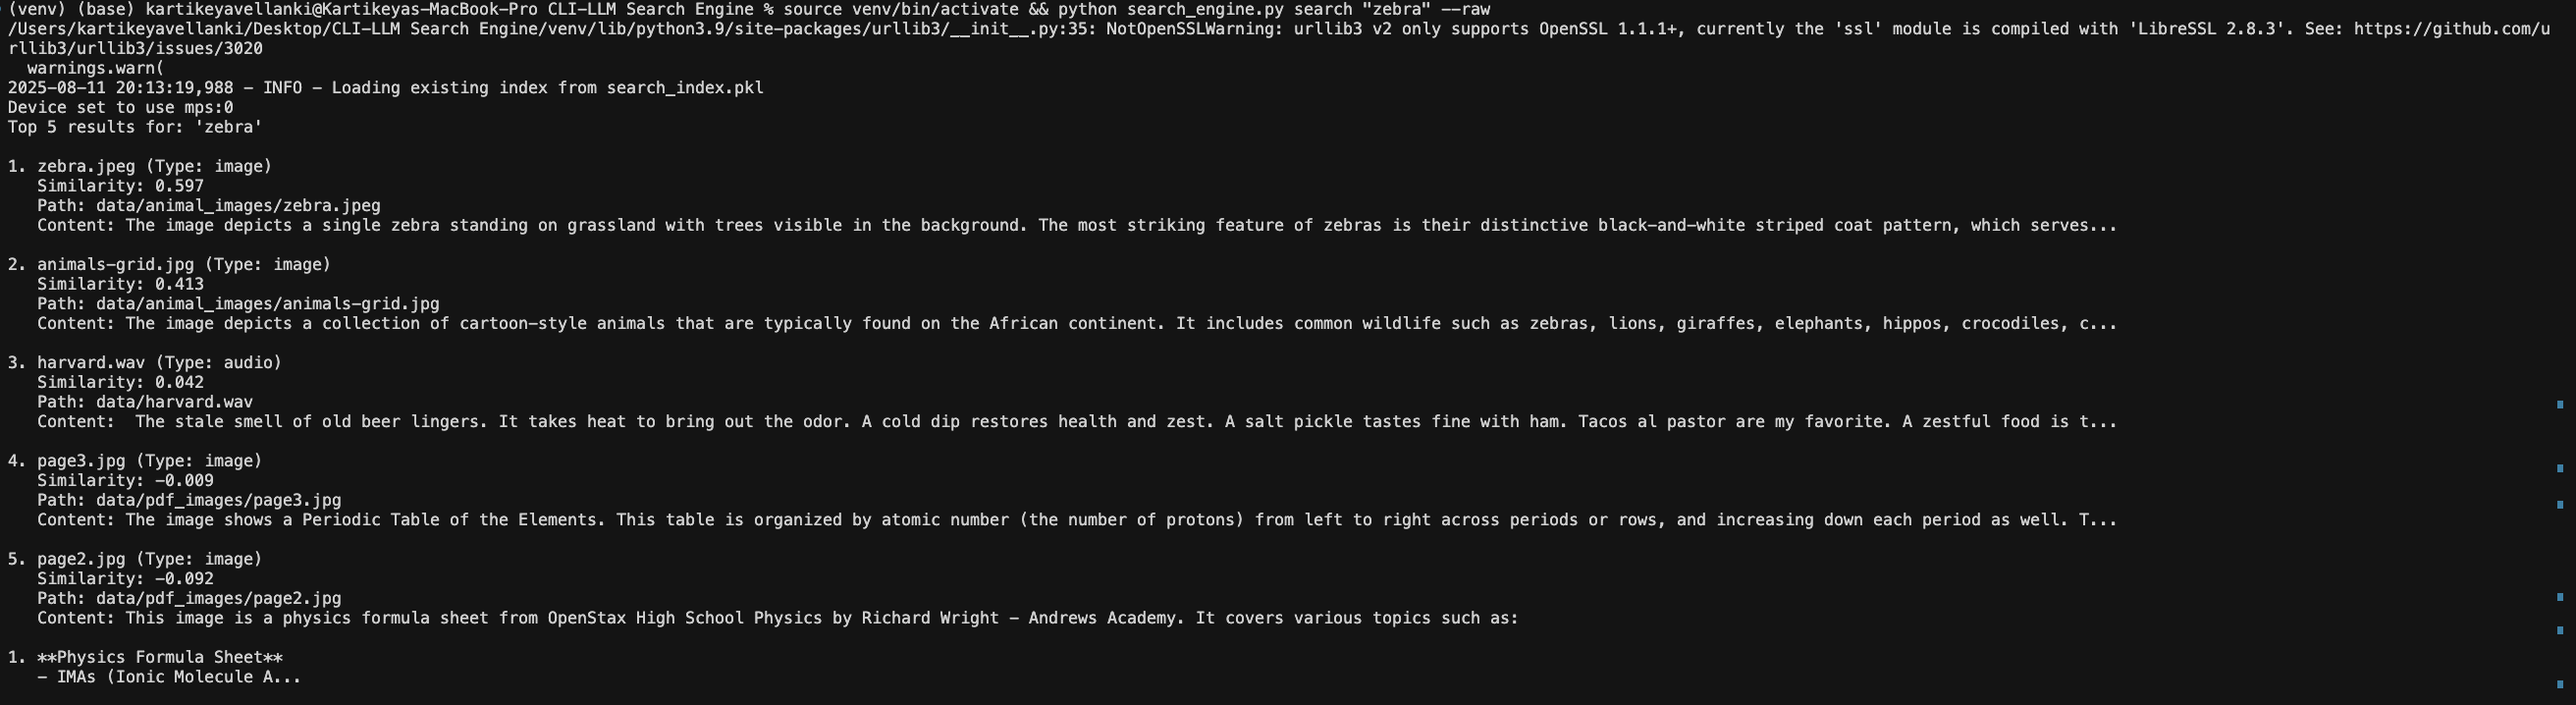 (venv) (base) kartikeyavellanki@Kartikeyas-MacBook-Pro CLI-LLM Search Engine % source venv/bin/activate && python search_engine.py search "zebra" --raw
/Users/kartikeyavellanki/Desktop/CLI-LLM Search Engine/venv/lib/python3.9/site-packages/urllib3/__init__.py:35: NotOpenSSLWarning: urllib3 v2 only supports OpenSSL 1.1.1+, currently the 'ssl' module is compiled with 'LibreSSL 2.8.3'. See: https://github.com/u
rllib3/urllib3/issues/3020
  warnings.warn(
2025-08-11 20:13:19,988 - INFO - Loading existing index from search_index.pkl
Device set to use mps:0
Top 5 results for: 'zebra'

1. zebra.jpeg (Type: image)
   Similarity: 0.597
   Path: data/animal_images/zebra.jpeg
   Content: The image depicts a single zebra standing on grassland with trees visible in the background. The most striking feature of zebras is their distinctive black-and-white striped coat pattern, which serves...

2. animals-grid.jpg (Type: image)
   Similarity: 0.413
   Path: data/animal_images/animals-grid.jpg
   Content: The image depicts a collection of cartoon-style animals that are typically found on the African continent. It includes common wildlife such as zebras, lions, giraffes, elephants, hippos, crocodiles, c...

3. harvard.wav (Type: audio)
   Similarity: 0.042
   Path: data/harvard.wav
   Content:  The stale smell of old beer lingers. It takes heat to bring out the odor. A cold dip restores health and zest. A salt pickle tastes fine with ham. Tacos al pastor are my favorite. A zestful food is t...

4. page3.jpg (Type: image)
   Similarity: -0.009
   Path: data/pdf_images/page3.jpg
   Content: The image shows a Periodic Table of the Elements. This table is organized by atomic number (the number of protons) from left to right across periods or rows, and increasing down each period as well. T...

5. page2.jpg (Type: image)
   Similarity: -0.092
   Path: data/pdf_images/page2.jpg
   Content: This image is a physics formula sheet from OpenStax High School Physics by Richard Wright - Andrews Academy. It covers various topics such as:

1. **Physics Formula Sheet**
   - IMAs (Ionic Molecule A...